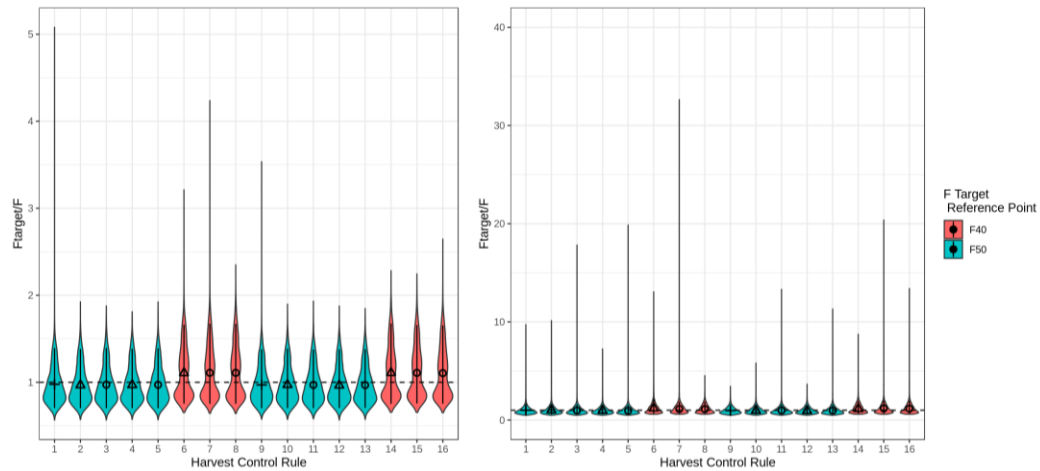 5
4
3
2
1
Ftarget/F
1 2 3 4 5 6 7 8 9 10 11 12 13 14 15 16
Harvest Control Rule
40
30
20
10
0
Ftarget/F
1 2 3 4 5 6 7 8 9 10 11 12 13 14 15 16
Harvest Control Rule
F Target
Reference Point
F40
F50